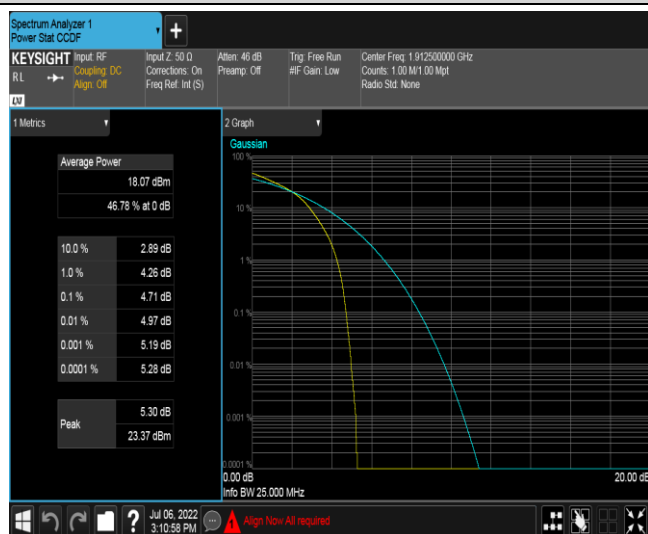 Spectrum Analyzer 1
Power Stat CCDF
+
KEYSIGHT
RL
LXI
Input: RF
Coupling: DC
Align: Off
Input Z: 50 Ω
Corrections: On
Freq Ref: Int (S)
Atten: 46 dB
Preamp: Off
Trig: Free Run
#IF Gain: Low
Center Freq: 1.912500000 GHz
Counts: 1.00 M/1.00 Mpt
Radio Std: None
1 Metrics
Average Power
18.07 dBm
46.78 % at 0 dB
10.0 % 2.89 dB
1.0 % 4.26 dB
0.1 % 4.71 dB
0.01 % 4.97 dB
0.001 % 5.19 dB
0.0001 % 5.28 dB
Peak
5.30 dB
23.37 dBm
2 Graph
Gaussian
100 %
10 %
1 %
0.1 %
0.01 %
0.001 %
0.0001 %
0.00 dB 20.00 dB
Info BW 25.000 MHz
?
Jul 06, 2022
3:10:58 PM
Align Now All required